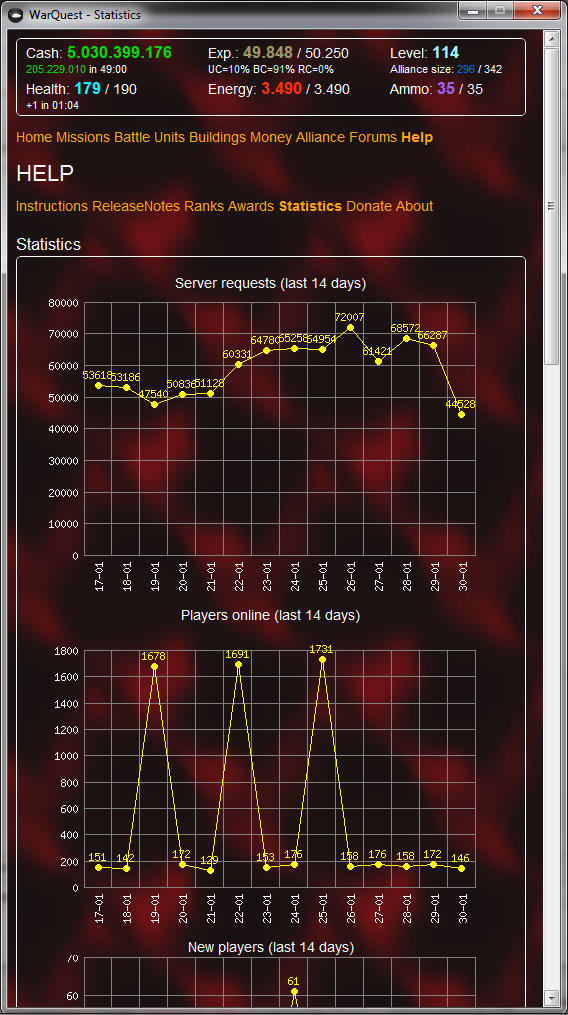 WarQuest - Statistics
Cash: 5.030.399.176 Exp.: 49.848 / 50.250 Level: 114
205.229.010 in 49:00 UC=10% BC=91% RC=0% Alliance size: 296 / 342
Health: 179 / 190 Energy: 3.490 / 3.490 Ammo: 35 / 35
+1 in 01:04
Home Missions Battle Units Buildings Money Alliance Forums Help
HELP
Instructions ReleaseNotes Ranks Awards Statistics Donate About
Statistics
Server requests (last 14 days)
80000
70000
60000
50000
40000
30000
20000
10000
0
53618 53186 47540 50836 51128 60331 64780 65258 64954 72007 61421 68572 66287 44528
17-01 18-01 19-01 20-01 21-01 22-01 23-01 24-01 25-01 26-01 27-01 28-01 29-01 30-01
Players online (last 14 days)
1800
1600
1400
1200
1000
800
600
400
200
0
151 142 1678 172 129 1691 153 176 1731 158 176 158 172 146
17-01 18-01 19-01 20-01 21-01 22-01 23-01 24-01 25-01 26-01 27-01 28-01 29-01 30-01
New players (last 14 days)
70
60
61